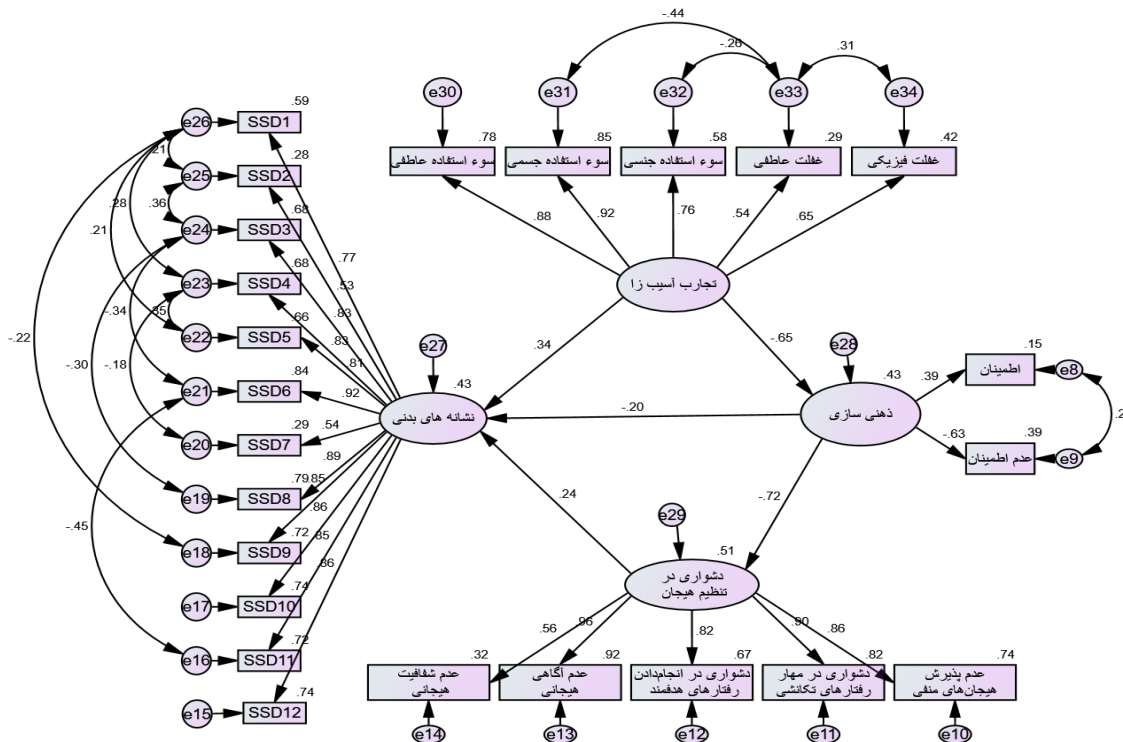 -.44
-.26
.31
e30
e31
e32
e33
e34
.78
.85
.58
.29
.42
سوء استفاده عاطفی
سوء استفاده جسمی
سوء استفاده جنسی
غفلت عاطفی
غفلت فیزیکی
.88
.92
.76
.54
.65
تجارب آسیب زا
.34
-.65
.59
e26
SSD1
.21
.28
e25
SSD2
.28
.36
.68
e24
SSD3
.21
.68
e23
SSD4
.35
.66
e22
SSD5
-.34
-.22
-.30
-.18
.84
e21
SSD6
.29
e20
SSD7
.79
e19
SSD8
-.45
.72
e18
SSD9
.74
e17
SSD10
.72
e16
SSD11
.74
e15
SSD12
.77
.53
.83
.83
.81
.92
.54
.89
.85
.86
.85
.86
e27
.43
نشانه های بدنی
-.20
e28
.43
ذهنی سازی
.39
-.63
.15
اطمینان
e8
.39
عدم اطمینان
e9
.2
.24
-.72
e29
.51
دشواری در
تنظیم هیجان
.56
.96
.82
.90
.86
.32
.92
.67
.82
.74
عدم شفافیت
هیجانی
عدم آگاهی
هیجانی
دشواری در انجام‌دادن
رفتارهای هدفمند
دشواری در مهار
رفتارهای تکانشی
عدم پذیرش
هیجان‌های منفی
e14
e13
e12
e11
e10